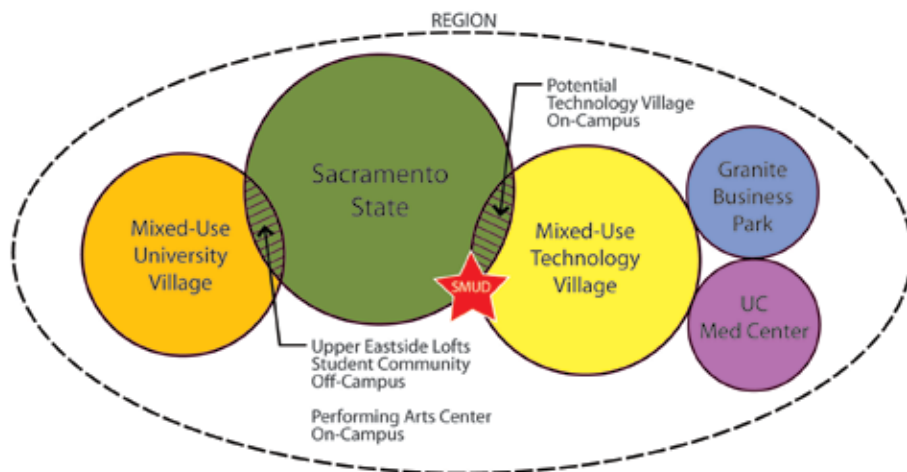 REGION
Potential
Technology Village
On-Campus
Sacramento
State
Granite
Business
Park
Mixed-Use
University
Village
Mixed-Use
Technology
Village
SMUD
UC
Med Center
Upper Eastside Lofts
Student Community
Off-Campus
Performing Arts Center
On-Campus